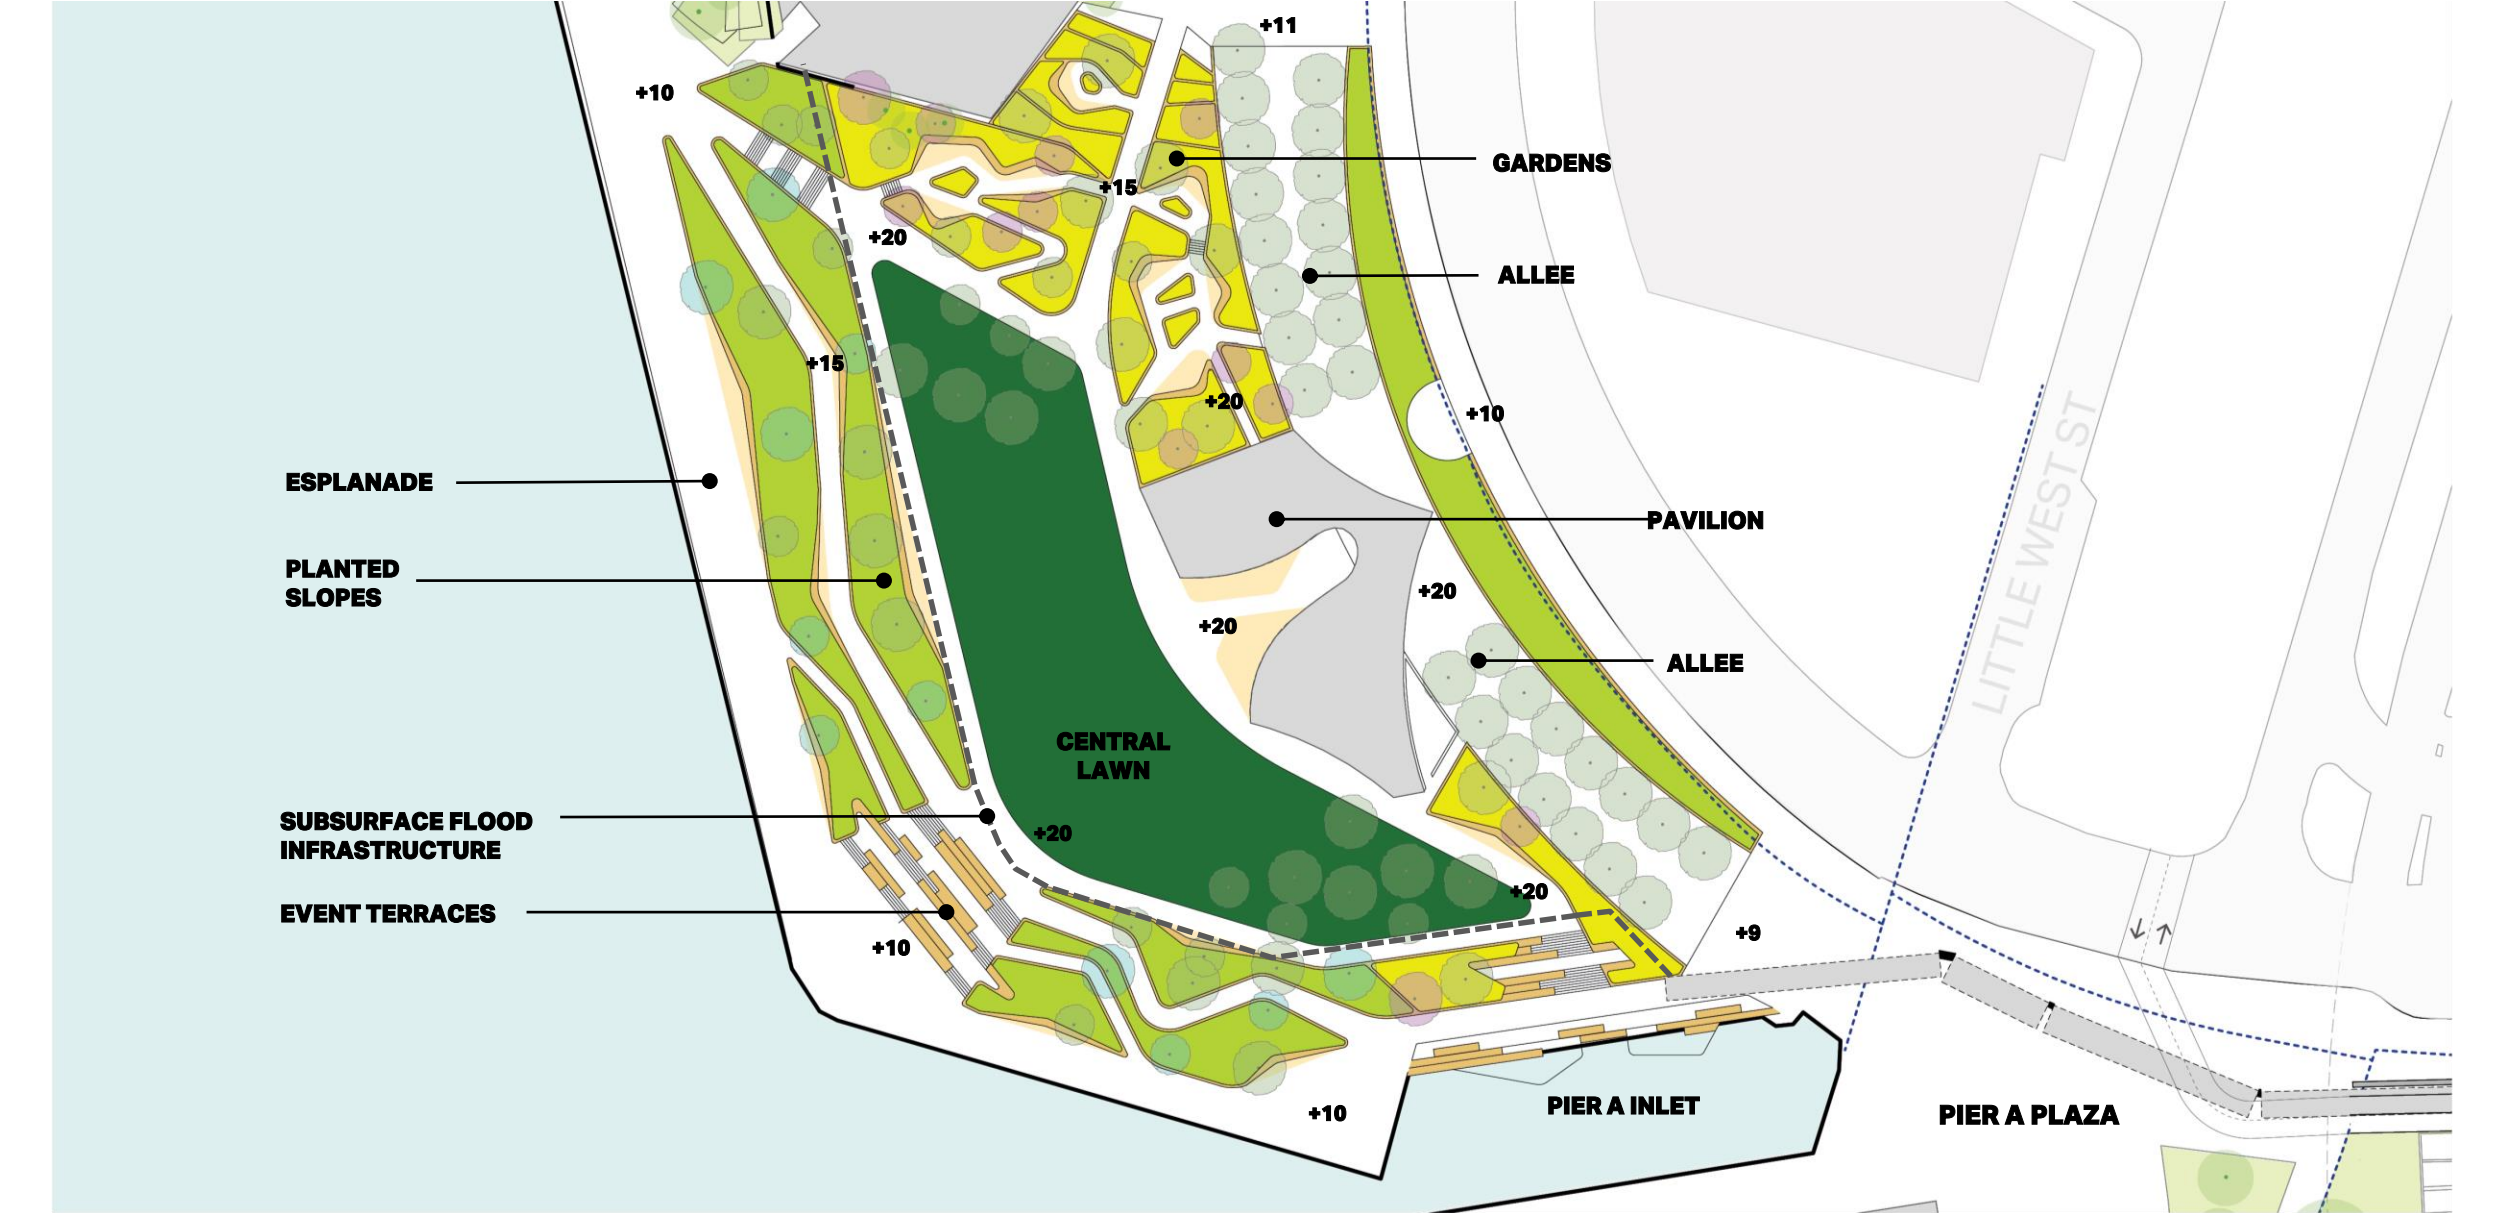 +11
+10
GARDENS
+15
+20
ALLEE
+15
+20
+10
ESPLANADE
PAVILION
PLANTED
SLOPES
+20
+20
LITTLE WEST ST
ALLEE
CENTRAL
LAWN
SUBSURFACE FLOOD
INFRASTRUCTURE
+20
+20
EVENT TERRACES
+10
+9
PIER A INLET
+10
PIER A PLAZA